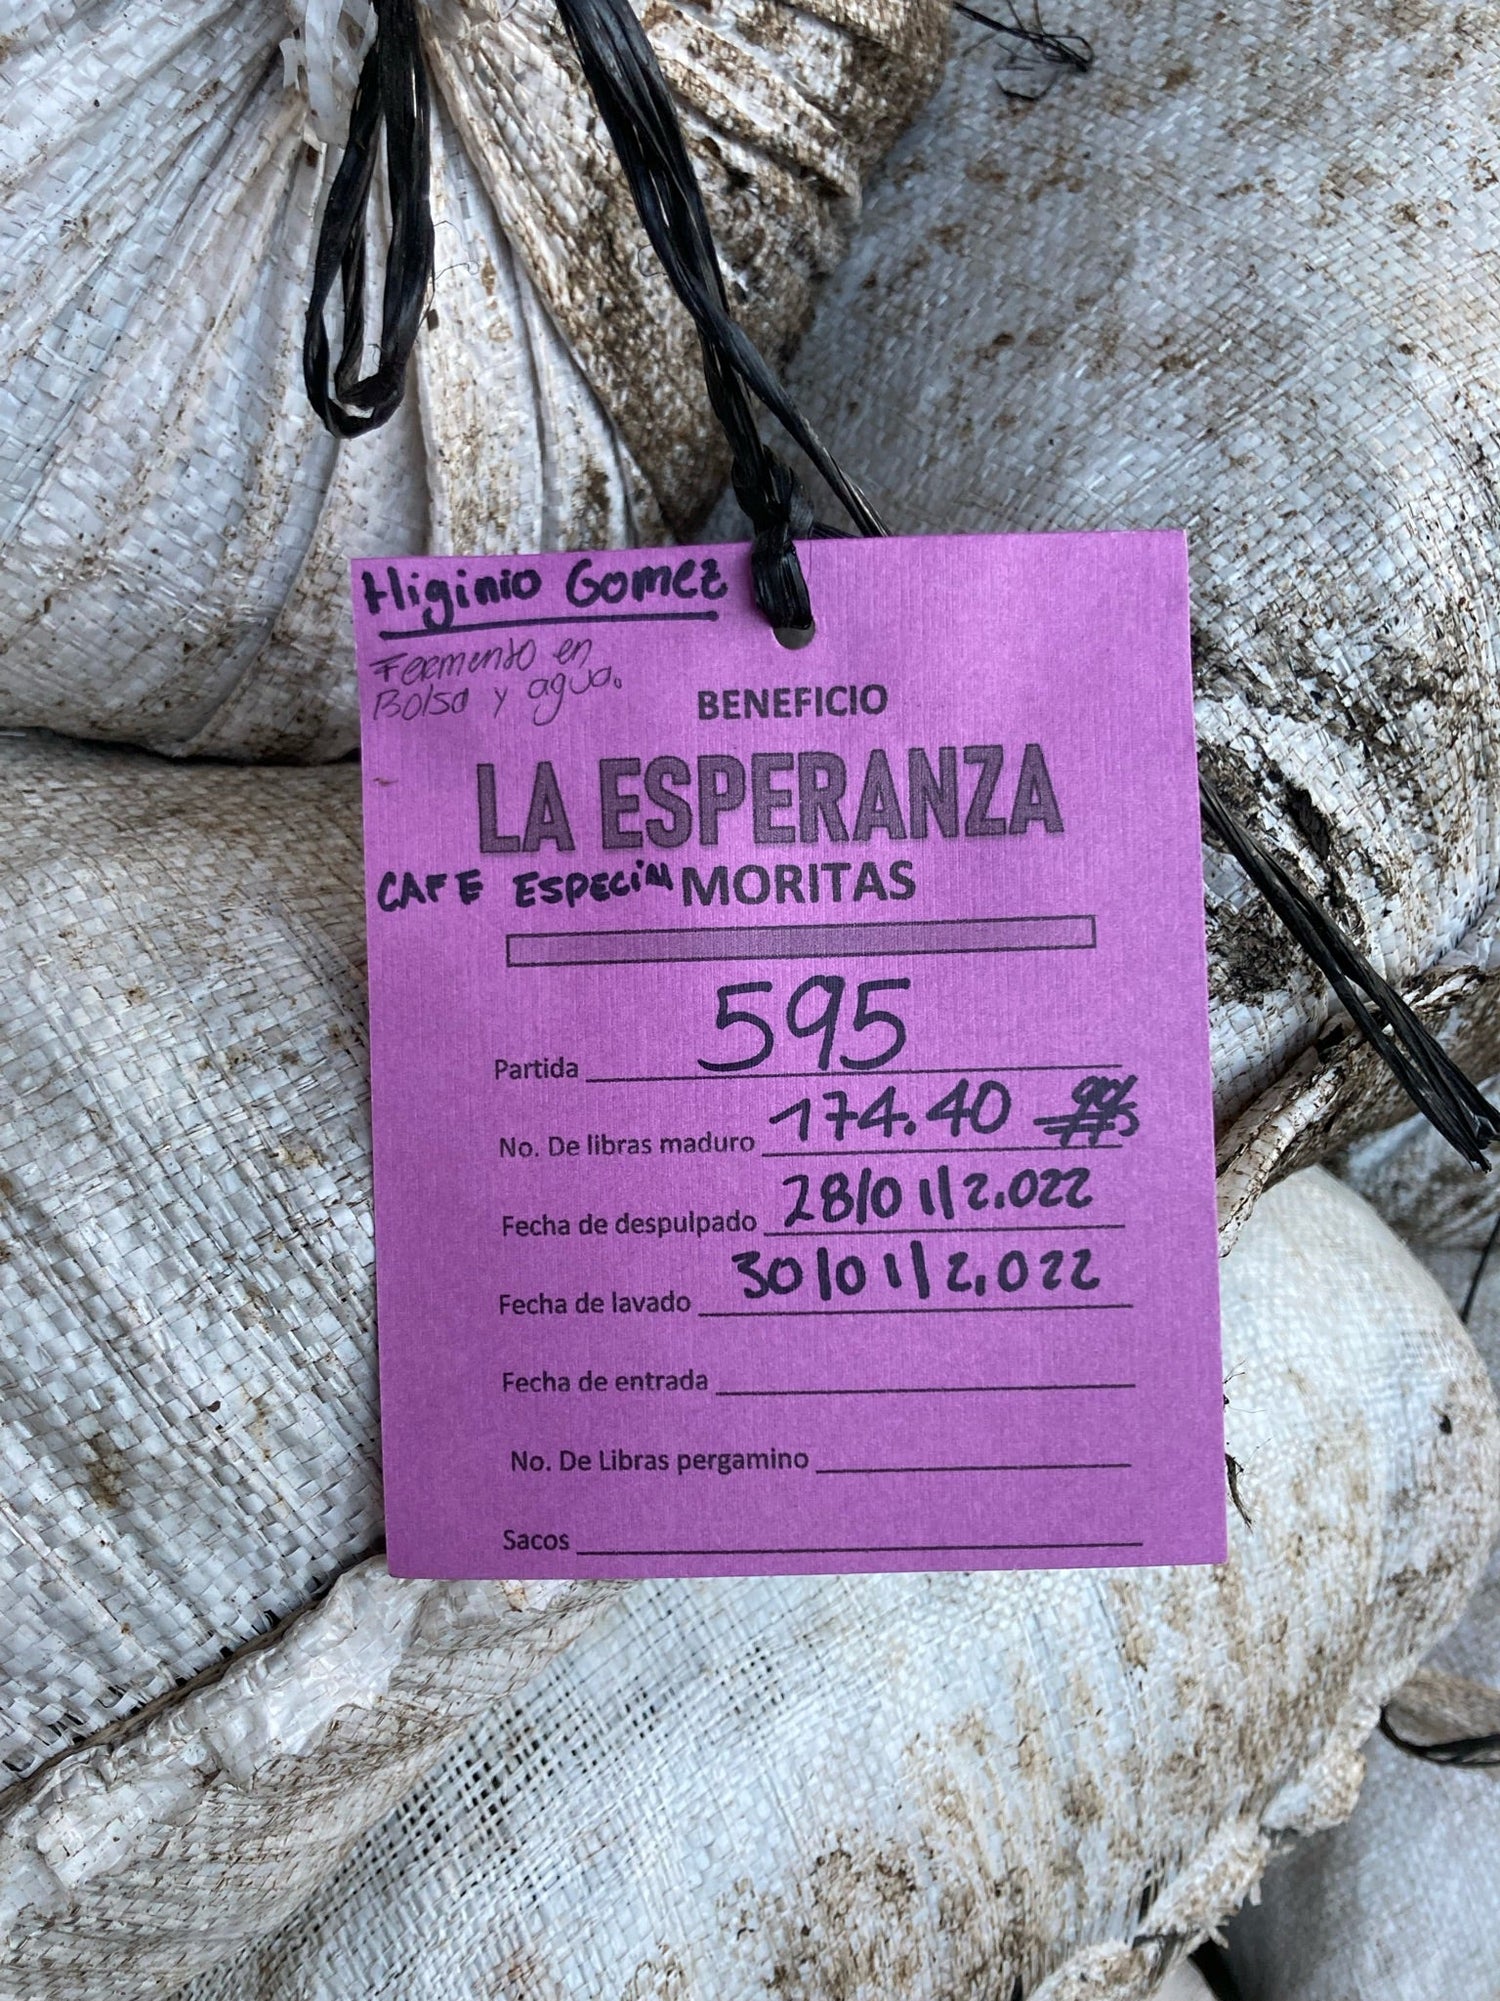 Higinio Gomez
Fermento en
Bolsa y agua.
BENEFICIO
LA ESPERANZA
CAFE ESPECIAL MORITAS
Partida 595
No. De libras maduro 174.40
Fecha de despulpado 28/01/2.022
Fecha de lavado 30/01/2.022
Fecha de entrada
No. De Libras pergamino
Sacos